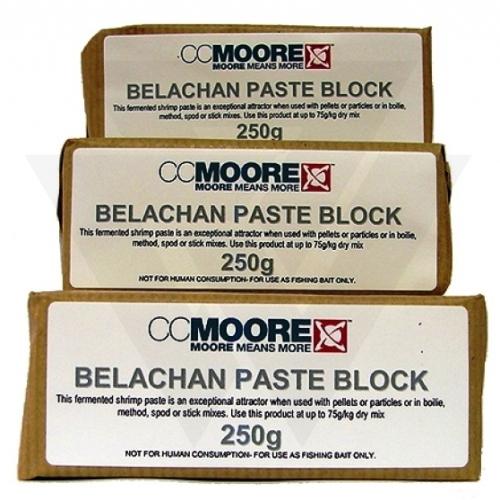 CCMOORE
MOORE MEANS MORE
BELACHAN PASTE BLOCK
This fermented shrimp paste is an exceptional attractor when used with pellets or particles or in boilie,
method, spod or stick mixes. Use this product at up to 75g/kg dry mix
250g
CCMOORE
MOORE MEANS MORE
BELACHAN PASTE BLOCK
This fermented shrimp paste is an exceptional attractor when used with pellets or particles or in boilie,
method, spod or stick mixes. Use this product at up to 75g/kg dry mix
250g
NOT FOR HUMAN CONSUMPTION- FOR USE AS FISHING BAIT ONLY.
CCMOORE
MOORE MEANS MORE
BELACHAN PASTE BLOCK
This fermented shrimp paste is an exceptional attractor when used with pellets or particles or in boilie,
method, spod or stick mixes. Use this product at up to 75g/kg dry mix
250g
NOT FOR HUMAN CONSUMPTION- FOR USE AS FISHING BAIT ONLY.